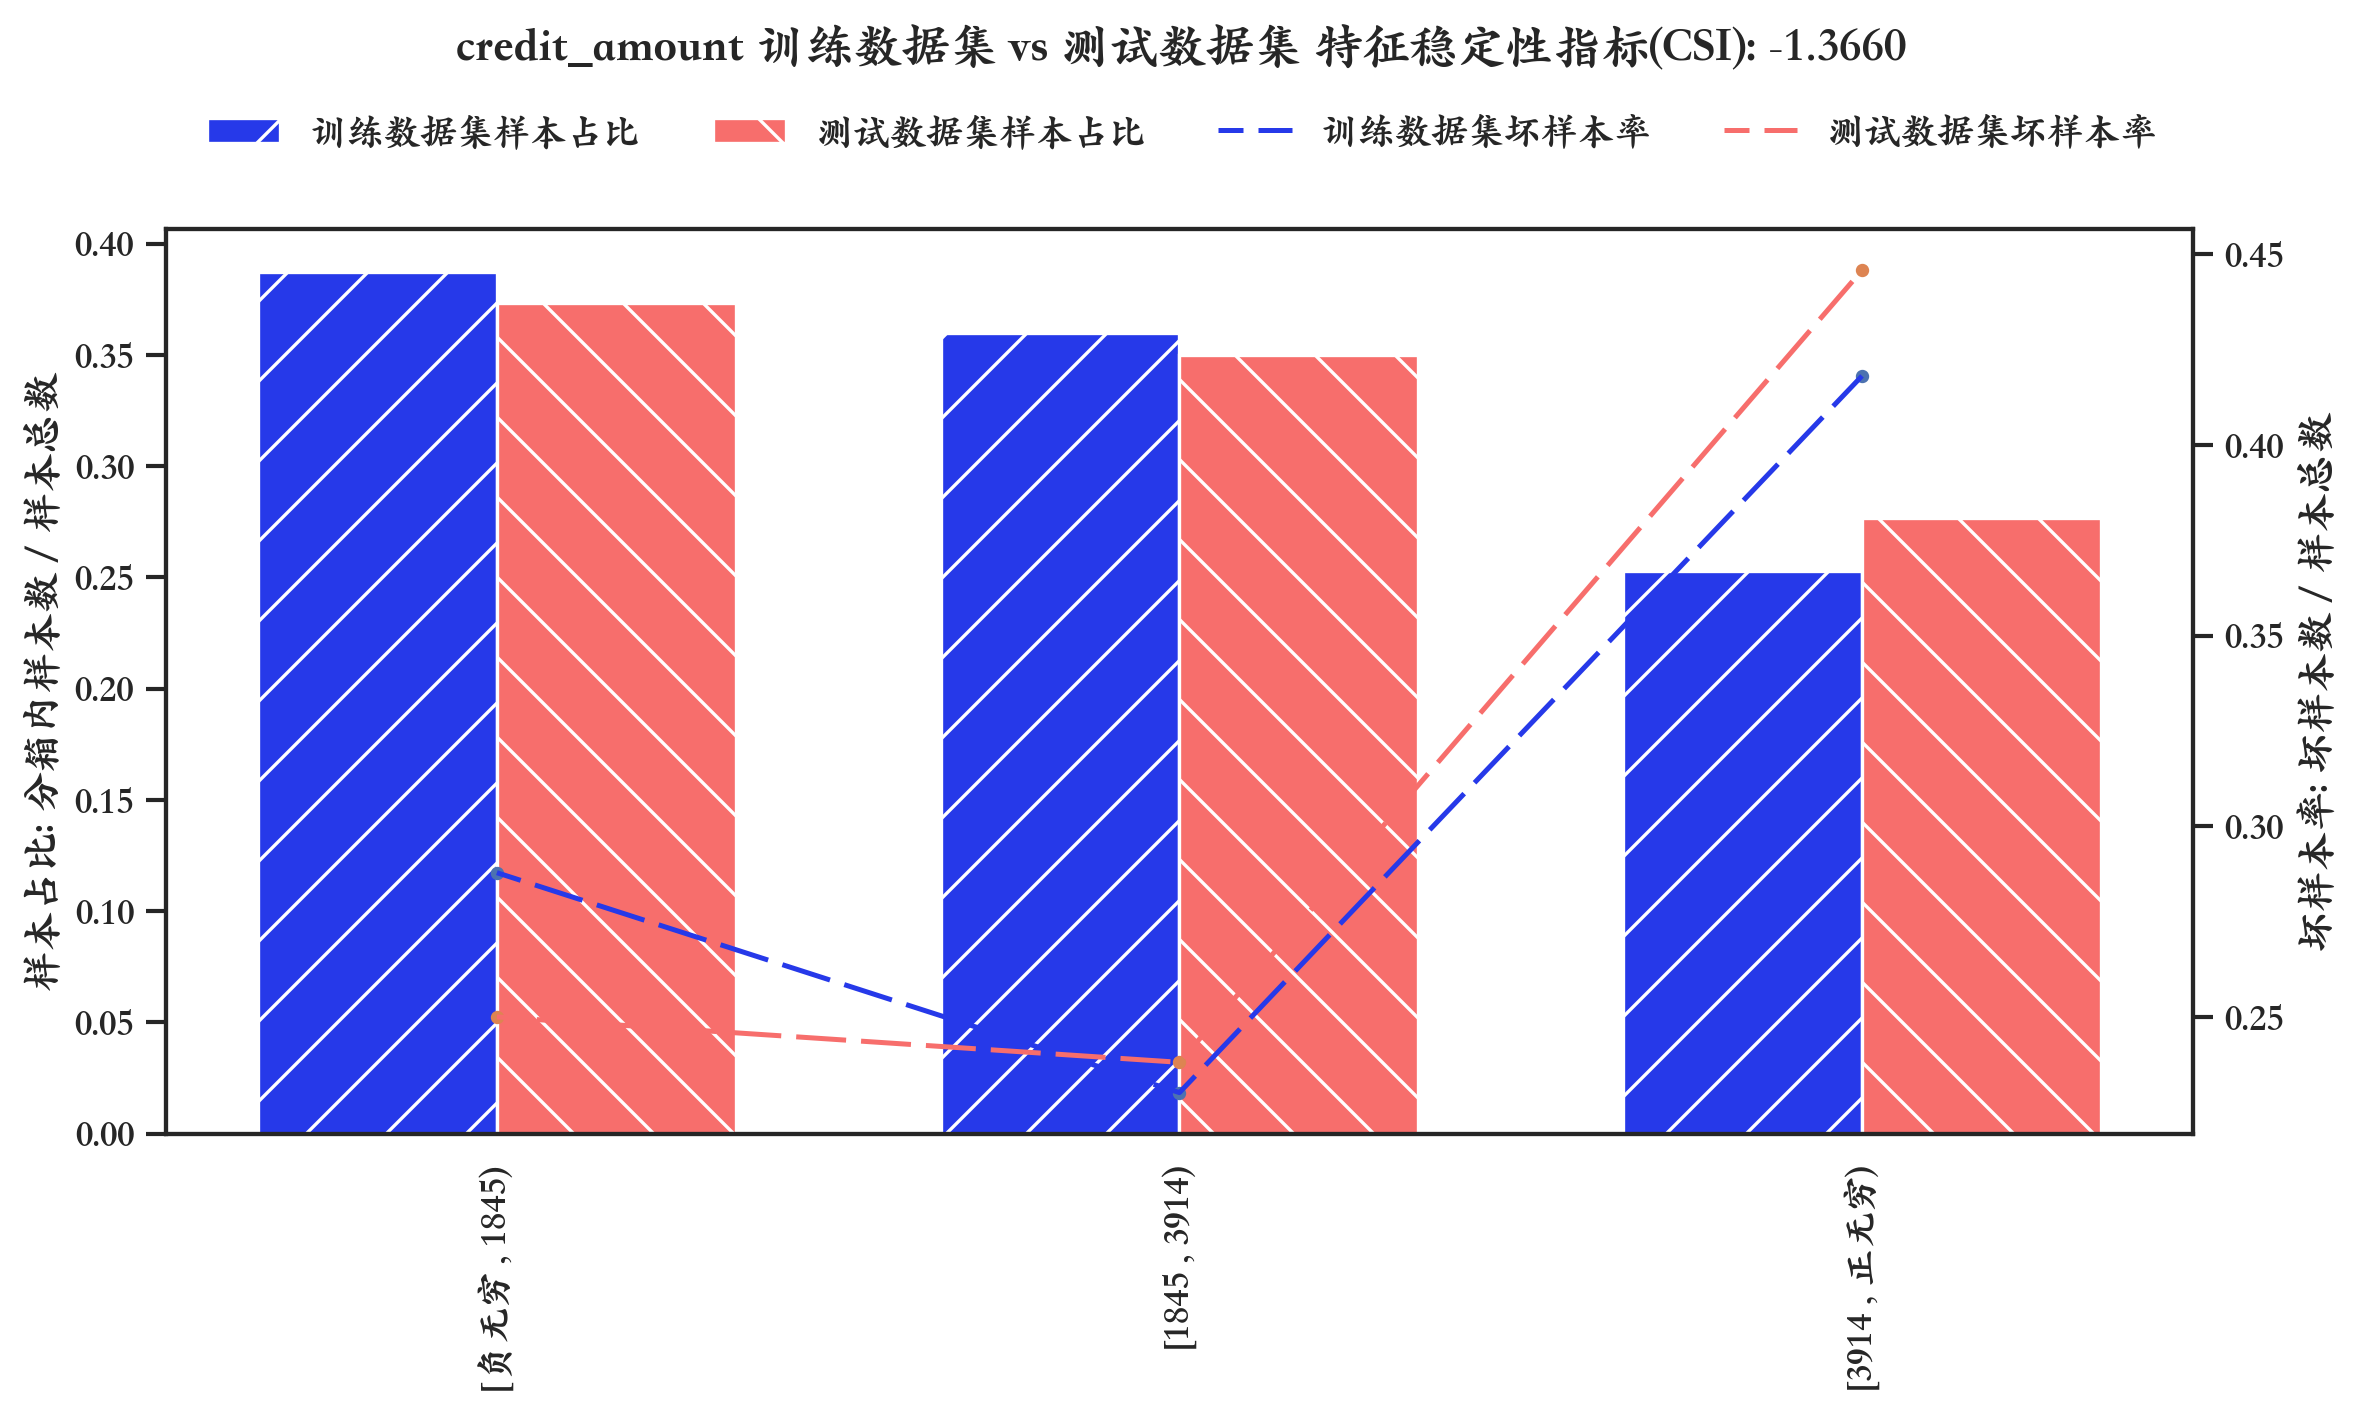 credit_amount 训练数据集 vs 测试数据集 特征稳定性指标(CSI): -1.3660
训练数据集样本占比 测试数据集样本占比 训练数据集坏样本率 测试数据集坏样本率
样本占比: 分箱内样本数 / 样本总数
0.40
0.35
0.30
0.25
0.20
0.15
0.10
0.05
0.00
0.45
0.40
0.35
0.30
0.25
坏样本率: 坏样本数 / 样本总数
[负无穷 , 1845)
[1845 , 3914)
[3914 , 正无穷)